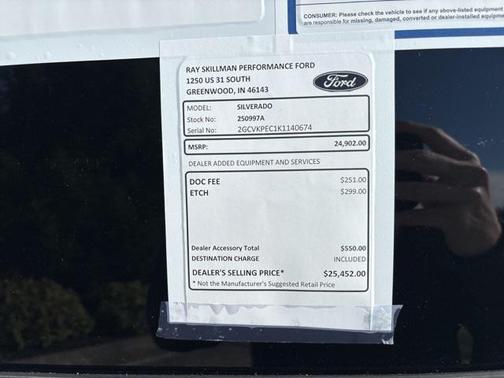 CONSUMER: Please check the vehicle to see if any above-listed equipment
are responsible for missing, damaged, converted or dealer-installed equipmen
RAY SKILLMAN PERFORMANCE FORD
1250 US 31 SOUTH
GREENWOOD, IN 46143
Ford
MODEL: SILVERADO
Stock No: 250997A
Serial No: 2GCVKPEC1K1140674
MSRP: 24,902.00
DEALER ADDED EQUIPMENT AND SERVICES
DOC FEE $251.00
ETCH $299.00
Dealer Accessory Total $550.00
DESTINATION CHARGE INCLUDED
DEALER'S SELLING PRICE* $25,452.00
* Not the Manufacturer's Suggested Retail Price